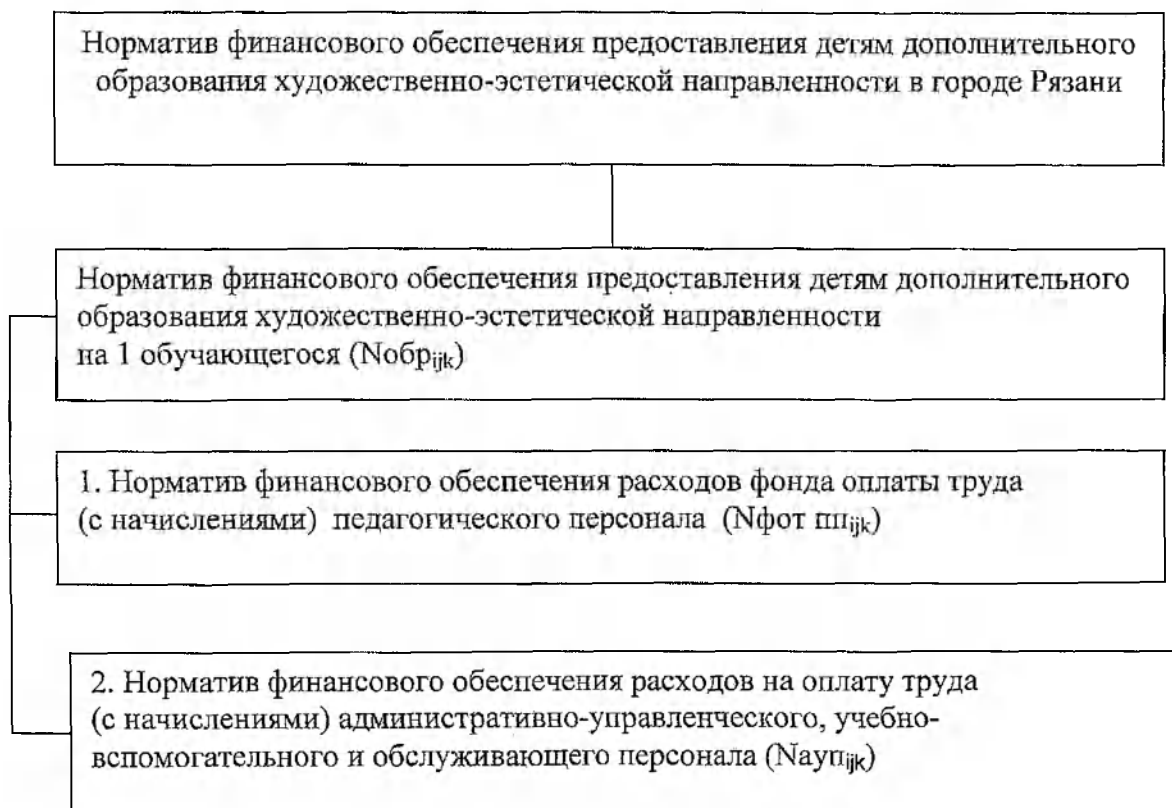 Норматив финансового обеспечения предоставления детям дополнительного
образования художественно-эстетической направленности в городе Рязани
Норматив финансового обеспечения предоставления детям дополнительного
образования художественно-эстетической направленности
на 1 обучающегося (Nобрijk)
1. Норматив финансового обеспечения расходов фонда оплаты труда
(с начислениями) педагогического персонала (Nфот ппijk)
2. Норматив финансового обеспечения расходов на оплату труда
(с начислениями) административно-управленческого, учебно-
вспомогательного и обслуживающего персонала (Nаупijk)